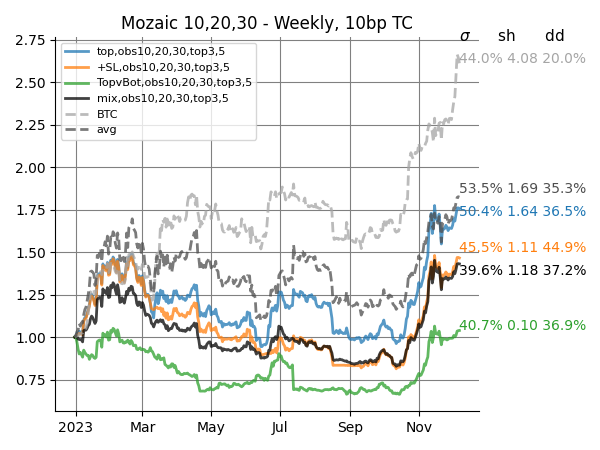 Mozaic 10,20,30 - Weekly, 10bp TC
σ sh dd
2.75
2.50
2.25
2.00
1.75
1.50
1.25
1.00
0.75
top,obs10,20,30,top3,5
+SL,obs10,20,30,top3,5
TopvBot,obs10,20,30,top3,5
mix,obs10,20,30,top3,5
BTC
avg
44.0% 4.08 20.0%
53.5% 1.69 35.3%
50.4% 1.64 36.5%
45.5% 1.11 44.9%
39.6% 1.18 37.2%
40.7% 0.10 36.9%
2023 Mar May Jul Sep Nov